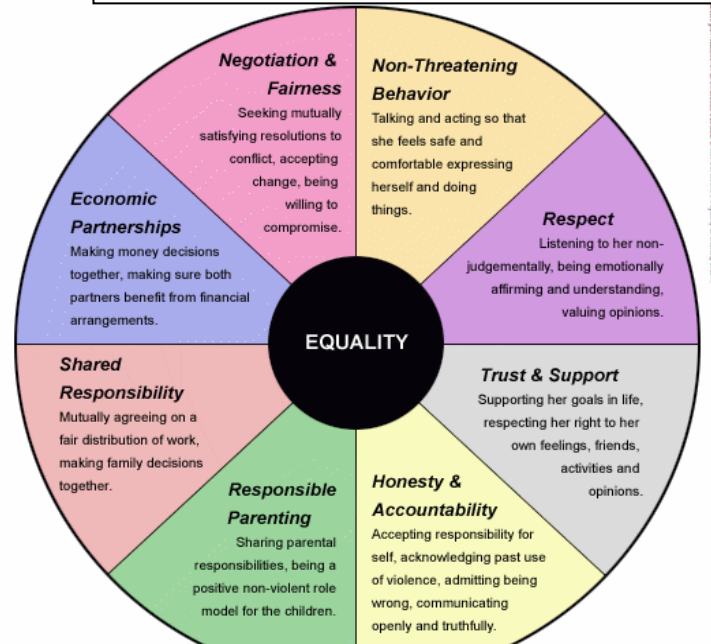 Negotiation &
Fairness
Seeking mutually
satisfying resolutions to
conflict, accepting
change, being
willing to
compromise.
Non-Threatening
Behavior
Talking and acting so that
she feels safe and
comfortable expressing
herself and doing
things.
Economic
Partnerships
Making money decisions
together, making sure both
partners benefit from financial
arrangements.
Respect
Listening to her non-
judgementally, being emotionally
affirming and understanding,
valuing opinions.
EQUALITY
Shared
Responsibility
Mutually agreeing on a
fair distribution of work,
making family decisions
together.
Trust & Support
Supporting her goals in life,
respecting her right to her
own feelings, friends,
activities and
opinions.
Responsible
Parenting
Sharing parental
responsibilities, being a
positive non-violent role
model for the children.
Honesty &
Accountability
Accepting responsibility for
self, acknowledging past use
of violence, admitting being
wrong, communicating
openly and truthfully.